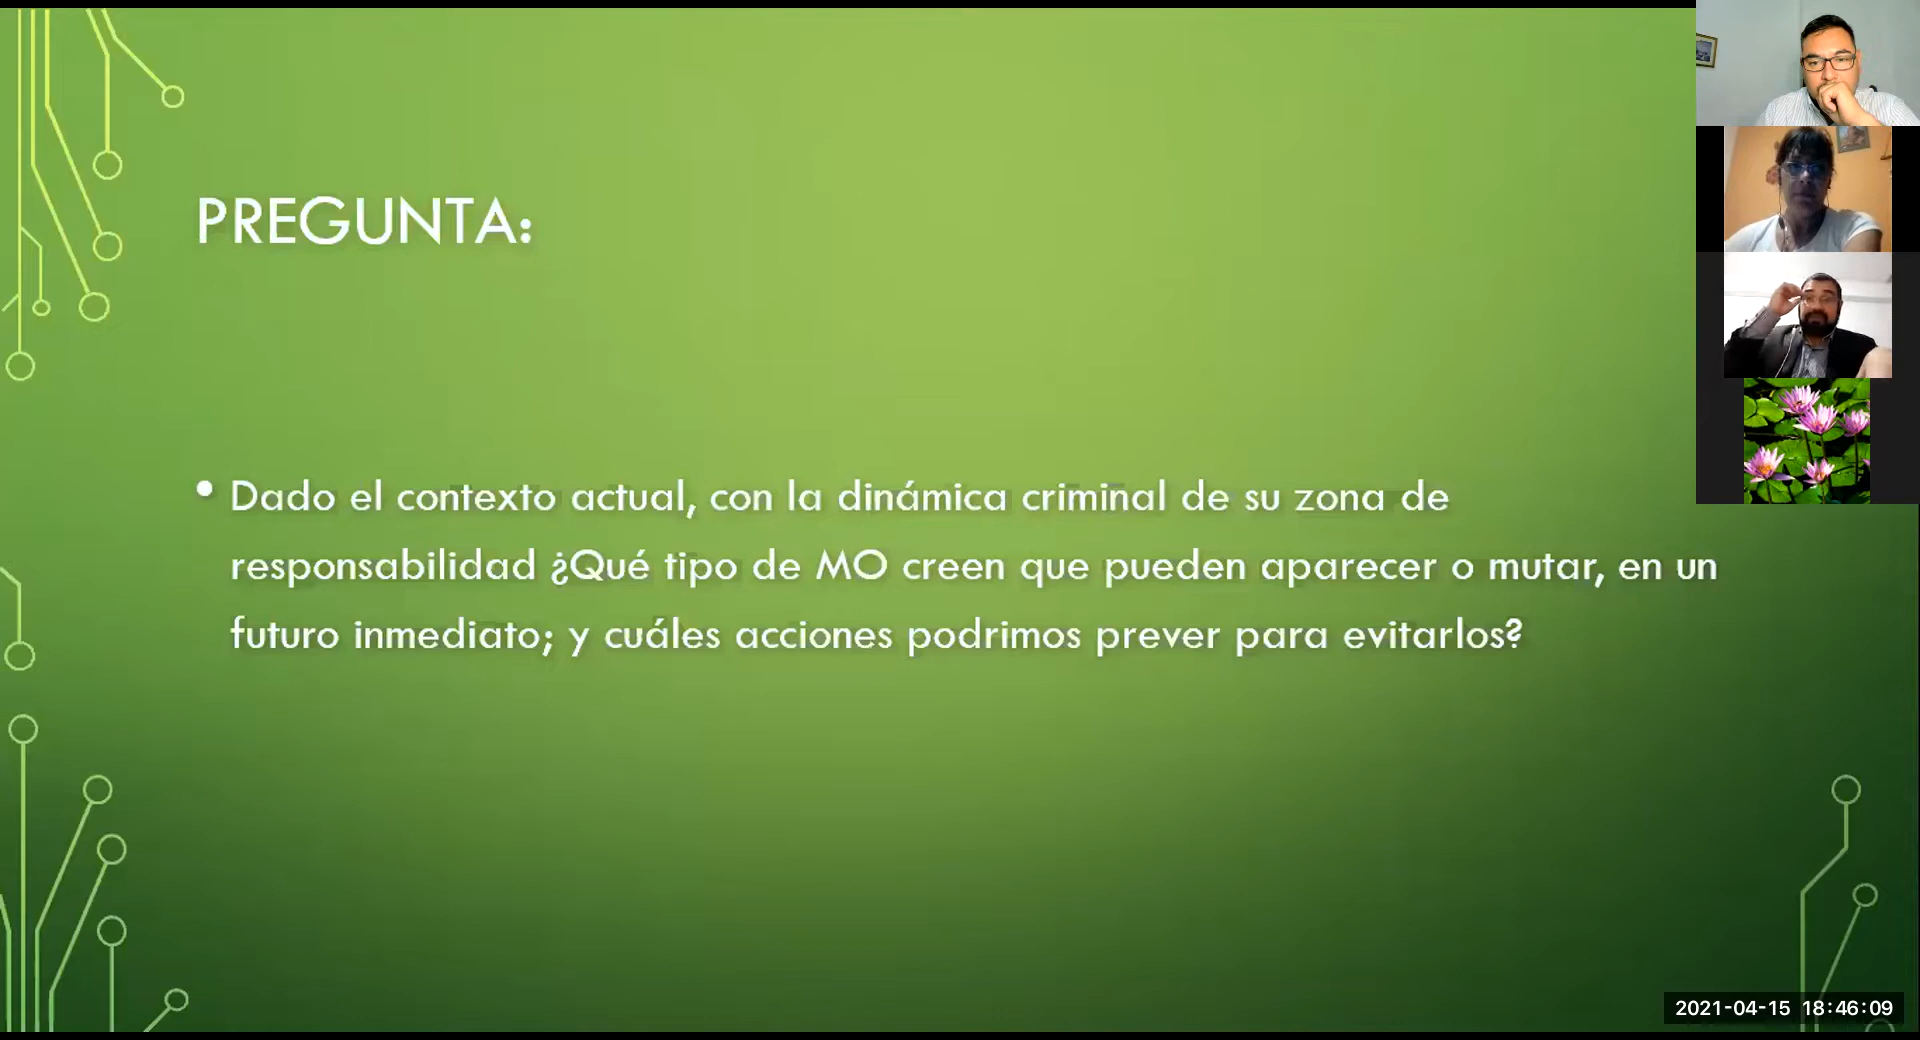 PREGUNTA:
• Dado el contexto actual, con la dinámica criminal de su zona de
responsabilidad ¿Qué tipo de MO creen que pueden aparecer o mutar, en un
futuro inmediato; y cuáles acciones podrimos prever para evitarlos?
2021-04-15 18:46:09